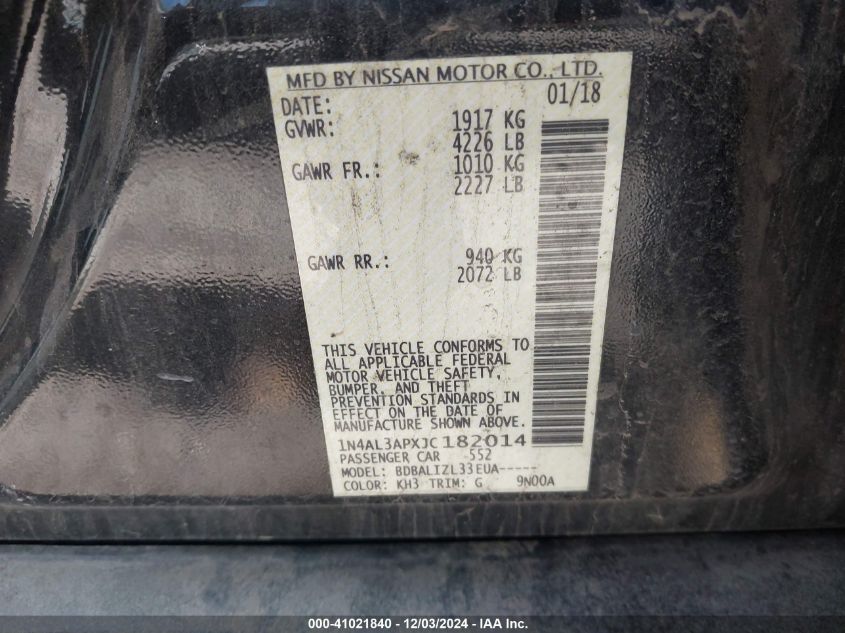 MFD BY NISSAN MOTOR CO., LTD.
DATE: 01/18
GVWR: 1917 KG
4226 LB
GAWR FR.: 1010 KG
2227 LB
GAWR RR.: 940 KG
2072 LB
THIS VEHICLE CONFORMS TO
ALL APPLICABLE FEDERAL
MOTOR VEHICLE SAFETY,
BUMPER, AND THEFT
PREVENTION STANDARDS IN
EFFECT ON THE DATE OF
MANUFACTURE SHOWN ABOVE.
1N4AL3APXJC182014
PASSENGER CAR 552
MODEL: BDBALIZL33EUA-----
COLOR: KH3 TRIM: G 9N00A
000-41021840 - 12/03/2024 - IAA Inc.